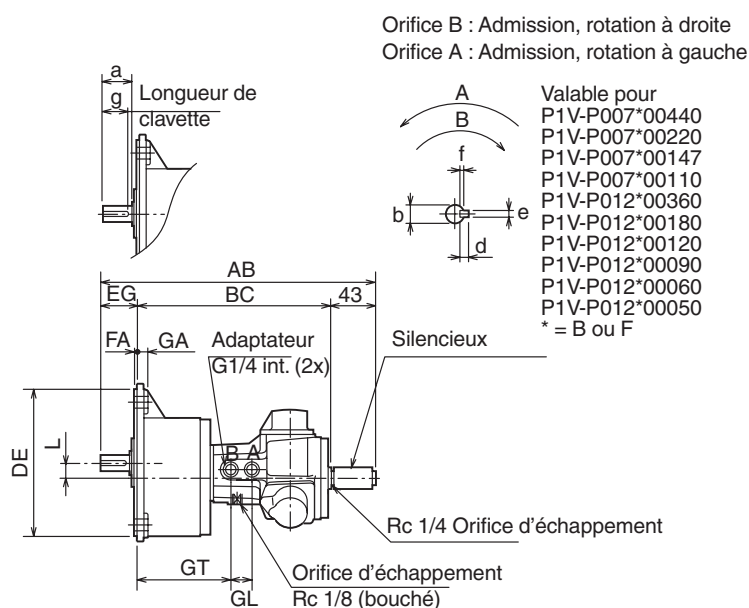 Orifice B : Admission, rotation à droite
Orifice A : Admission, rotation à gauche
a
g
Longueur de
clavette
A
B
f
b
e
d
Valable pour
P1V-P007*00440
P1V-P007*00220
P1V-P007*00147
P1V-P007*00110
P1V-P012*00360
P1V-P012*00180
P1V-P012*00120
P1V-P012*00090
P1V-P012*00060
P1V-P012*00050
* = B ou F
AB
EG
BC
43
FA
GA
Adaptateur
G1/4 int. (2x)
Silencieux
B A
L
DE
Rc 1/4 Orifice d'échappement
GT
GL
Orifice d'échappement
Rc 1/8 (bouché)